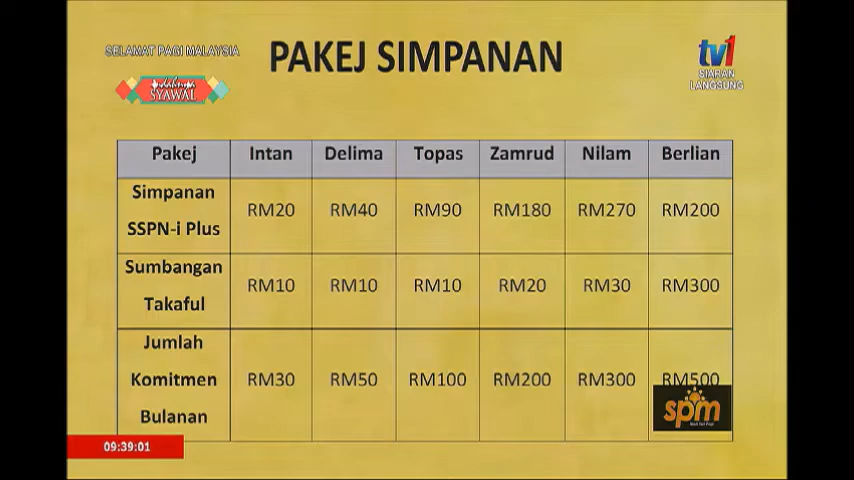 SELAMAT PAGI MALAYSIA
PAKEJ SIMPANAN
tv1
SIARAN
LANGSUNG
Indahnya
SYAWAL
Pakej Intan Delima Topas Zamrud Nilam Berlian
Simpanan
SSPN-i Plus RM20 RM40 RM90 RM180 RM270 RM200
Sumbangan
Takaful RM10 RM10 RM10 RM20 RM30 RM300
Jumlah
Komitmen RM30 RM50 RM100 RM200 RM300 RM500
Bulanan
spm
09:39:01